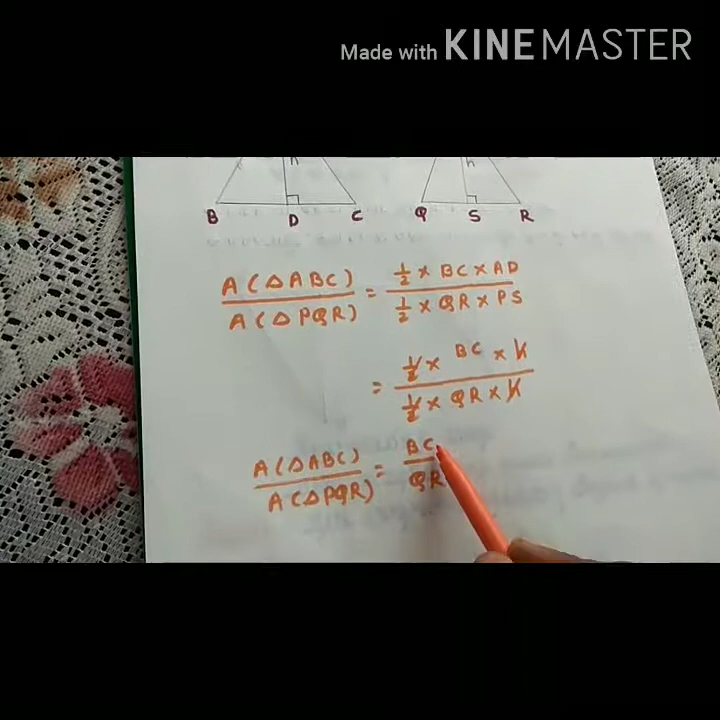 Made with KINEMASTER
h h
B D C Q S R
A(△ABC) / A(△PQR) = ½ × BC × AD / ½ × QR × PS
= ½ × BC × h / ½ × QR × h
A(△ABC) / A(△PQR) = BC / QR